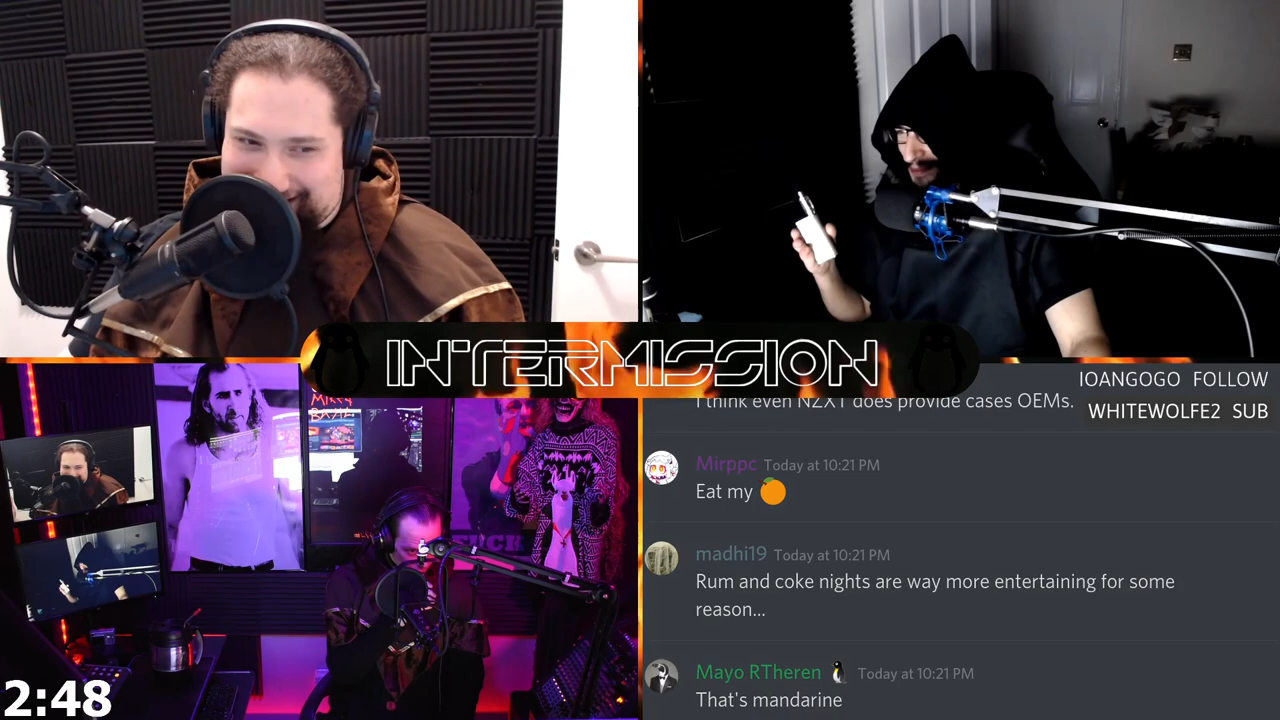 INTERMISSION
IOANGOGO FOLLOW
I think even NZXT does provide cases OEMs.
WHITEWOLFE2 SUB
Mirppc Today at 10:21 PM
Eat my 🍊
madhi19 Today at 10:21 PM
Rum and coke nights are way more entertaining for some
reason...
Mayo RTheren 🐧 Today at 10:21 PM
That's mandarine
2:48